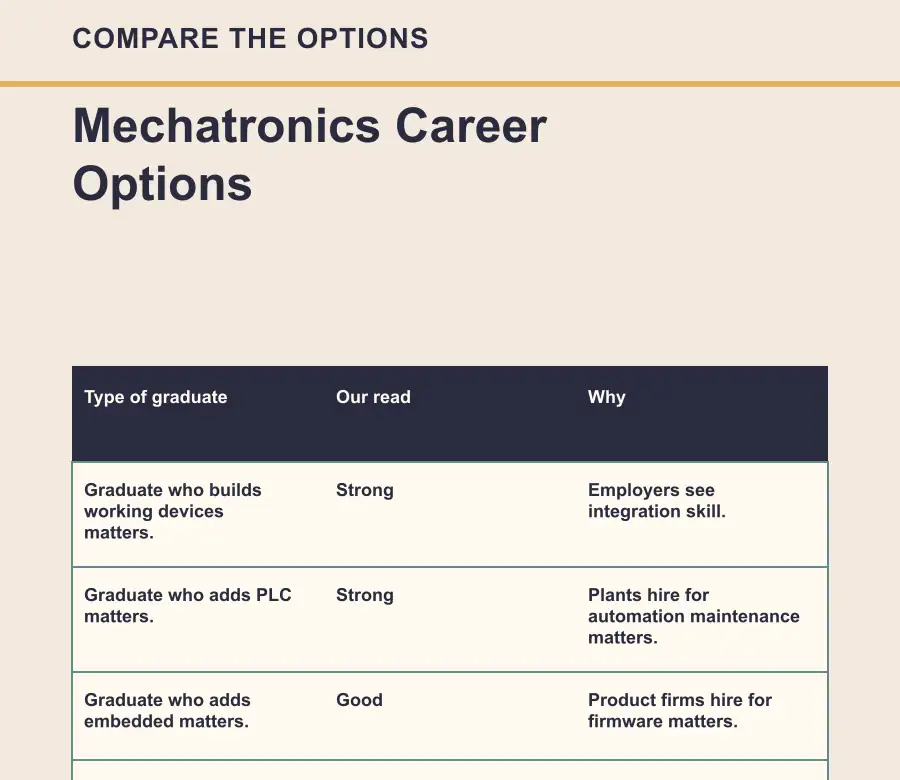 COMPARE THE OPTIONS
Mechatronics Career
Options
Type of graduate
Our read
Why
Graduate who builds
working devices
matters.
Strong
Employers see
integration skill.
Graduate who adds PLC
matters.
Strong
Plants hire for
automation maintenance
matters.
Graduate who adds
embedded matters.
Good
Product firms hire for
firmware matters.